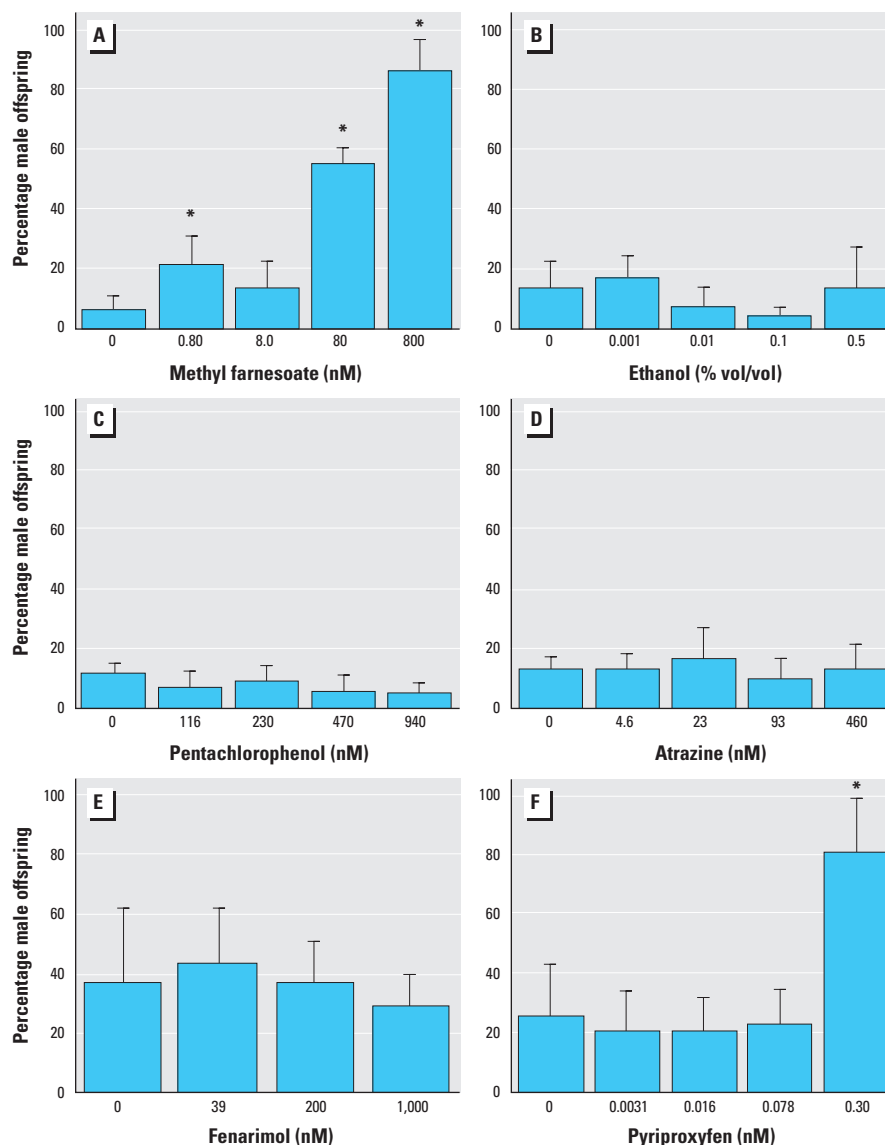 A
B
Percentage male offspring
100
80
60
40
20
0
*
*
*
0 0.80 8.0 80 800
Methyl farnesoate (nM)
100
80
60
40
20
0
0 0.001 0.01 0.1 0.5
Ethanol (% vol/vol)
C
D
Percentage male offspring
100
80
60
40
20
0
0 116 230 470 940
Pentachlorophenol (nM)
100
80
60
40
20
0
0 4.6 23 93 460
Atrazine (nM)
E
F
Percentage male offspring
100
80
60
40
20
0
0 39 200 1,000
Fenarimol (nM)
100
80
60
40
20
0
*
0 0.0031 0.016 0.078 0.30
Pyriproxyfen (nM)